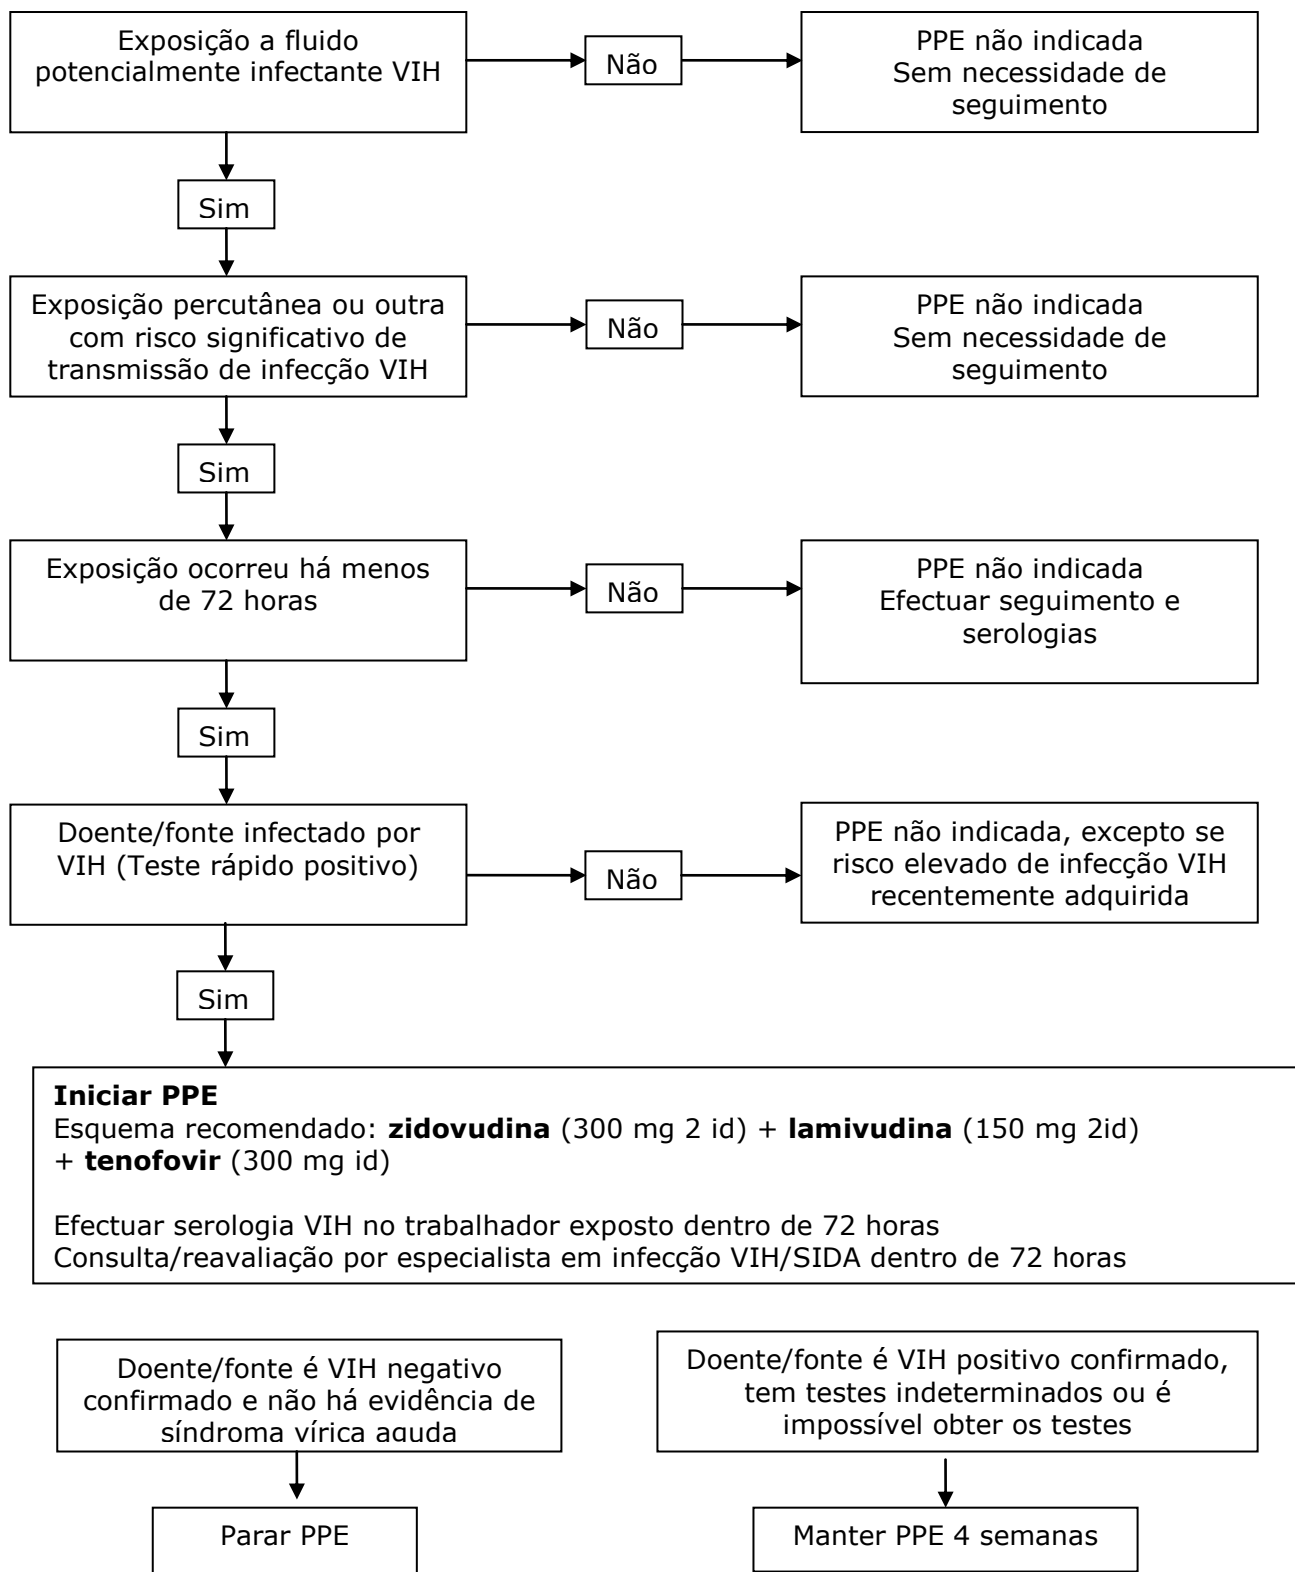 Exposição a fluido
potencialmente infectante VIH
Não
PPE não indicada
Sem necessidade de
seguimento
Sim
Exposição percutânea ou outra
com risco significativo de
transmissão de infecção VIH
Não
PPE não indicada
Sem necessidade de
seguimento
Sim
Exposição ocorreu há menos
de 72 horas
Não
PPE não indicada
Efectuar seguimento e
serologias
Sim
Doente/fonte infectado por
VIH (Teste rápido positivo)
Não
PPE não indicada, excepto se
risco elevado de infecção VIH
recentemente adquirida
Sim
Iniciar PPE
Esquema recomendado: zidovudina (300 mg 2 id) + lamivudina (150 mg 2id)
+ tenofovir (300 mg id)
Efectuar serologia VIH no trabalhador exposto dentro de 72 horas
Consulta/reavaliação por especialista em infecção VIH/SIDA dentro de 72 horas
Doente/fonte é VIH negativo
confirmado e não há evidência de
síndroma vírica aguda
Doente/fonte é VIH positivo confirmado,
tem testes indeterminados ou é
impossível obter os testes
Parar PPE
Manter PPE 4 semanas